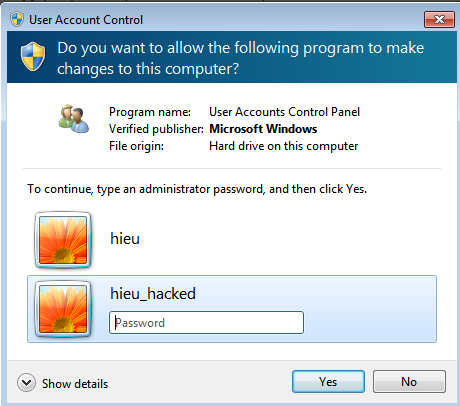 User Account Control
Do you want to allow the following program to make
changes to this computer?
Program name: User Accounts Control Panel
Verified publisher: Microsoft Windows
File origin: Hard drive on this computer
To continue, type an administrator password, and then click Yes.
hieu
hieu_hacked
Password
Show details
Yes
No